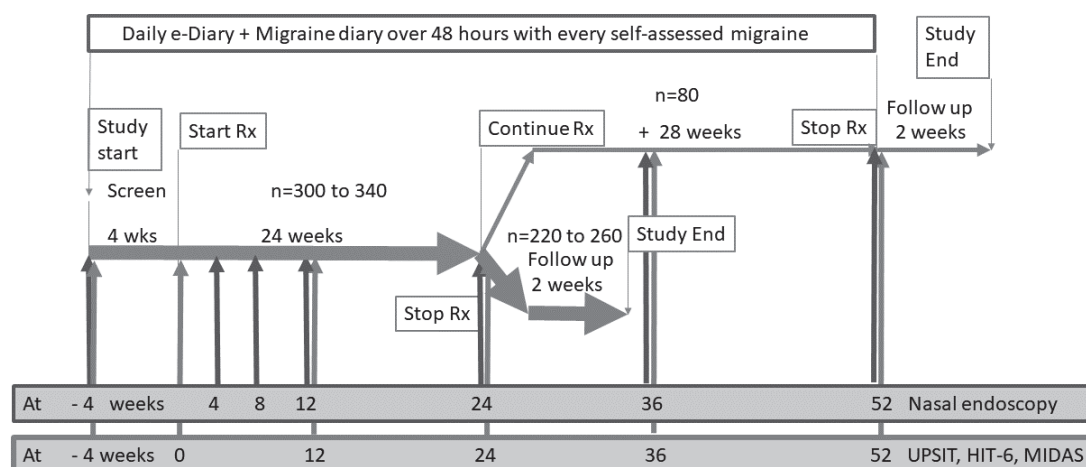 Daily e-Diary + Migraine diary over 48 hours with every self-assessed migraine
Study
End
Study
start
Start Rx
Continue Rx
n=80
+ 28 weeks
Stop Rx
Follow up
2 weeks
Screen
n=300 to 340
4 wks
24 weeks
n=220 to 260
Follow up
2 weeks
Study End
Stop Rx
At - 4 weeks 4 8 12 24 36 52 Nasal endoscopy
At - 4 weeks 0 12 24 36 52 UPSIT, HIT-6, MIDAS